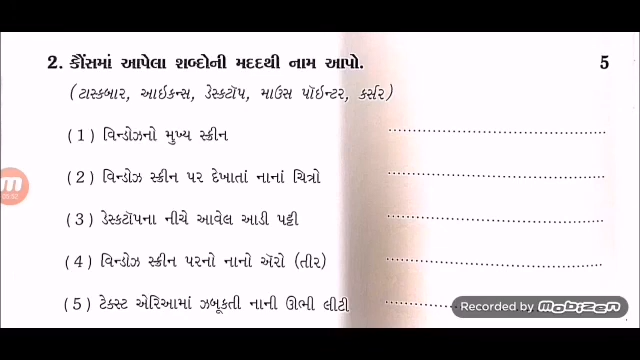 2. કૌંસમાં આપેલા શબ્દોની મદદથી નામ આપો. 5
(ટાસ્કબાર, આઇકન્સ, ડેસ્કટૉપ, માઉસ પૉઇન્ટર, કર્સર)
(1) વિન્ડોઝનો મુખ્ય સ્ક્રીન ..............................
(2) વિન્ડોઝ સ્ક્રીન પર દેખાતાં નાનાં ચિત્રો ..............................
(3) ડેસ્કટૉપના નીચે આવેલ આડી પટ્ટી ..............................
(4) વિન્ડોઝ સ્ક્રીન પરનો નાનો ઍરો (તીર) ..............................
(5) ટેક્સ્ટ એરિઆમાં ઝબૂકતી નાની ઊભી લીટી ..............................
Recorded by mobizen